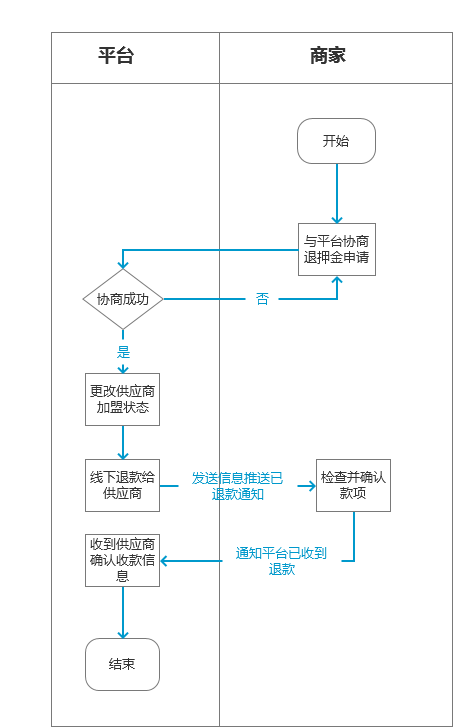 平台
商家
开始
与平台协商
退押金申请
协商成功
否
是
更改供应商
加盟状态
线下退款给
供应商
发送信息推送已
退款通知
检查并确认
款项
收到供应商
确认收款信
息
通知平台已收到
退款
结束